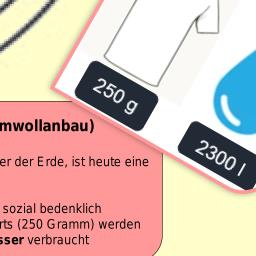 250 g
2300 l
mwollanbau)
er der Erde, ist heute eine
sozial bedenklich
rts (250 Gramm) werden
sser verbraucht